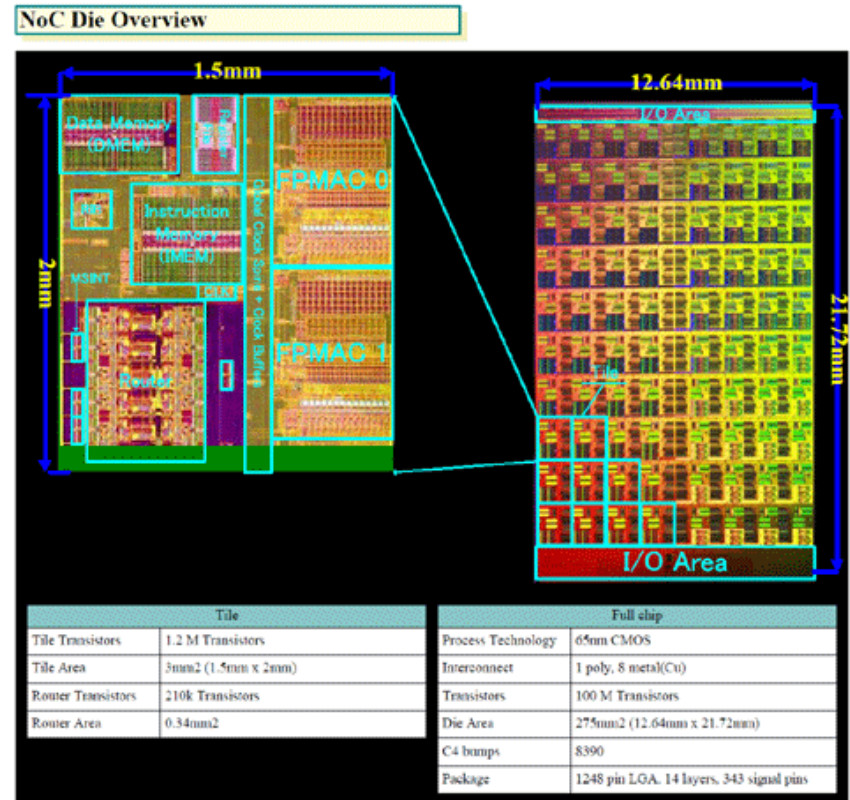 NoC Die Overview
1.5mm
12.64mm
Data Memory
(DMEM)
I/O Area
FPMAC 0
Instruction
Memory
(IMEM)
Global Clock Spine + Clock Buffers
2mm
MSINT
21.72mm
FPMAC 1
Router
Tile
I/O Area
Tile
Tile Transistors 1.2 M Transistors
Tile Area 3mm2 (1.5mm x 2mm)
Router Transistors 210k Transistors
Router Area 0.34mm2
Full chip
Process Technology 65nm CMOS
Interconnect 1 poly, 8 metal(Cu)
Transistors 100 M Transistors
Die Area 275mm2 (12.64mm x 21.72mm)
C4 bumps 8390
Package 1248 pin LGA, 14 layers, 343 signal pins